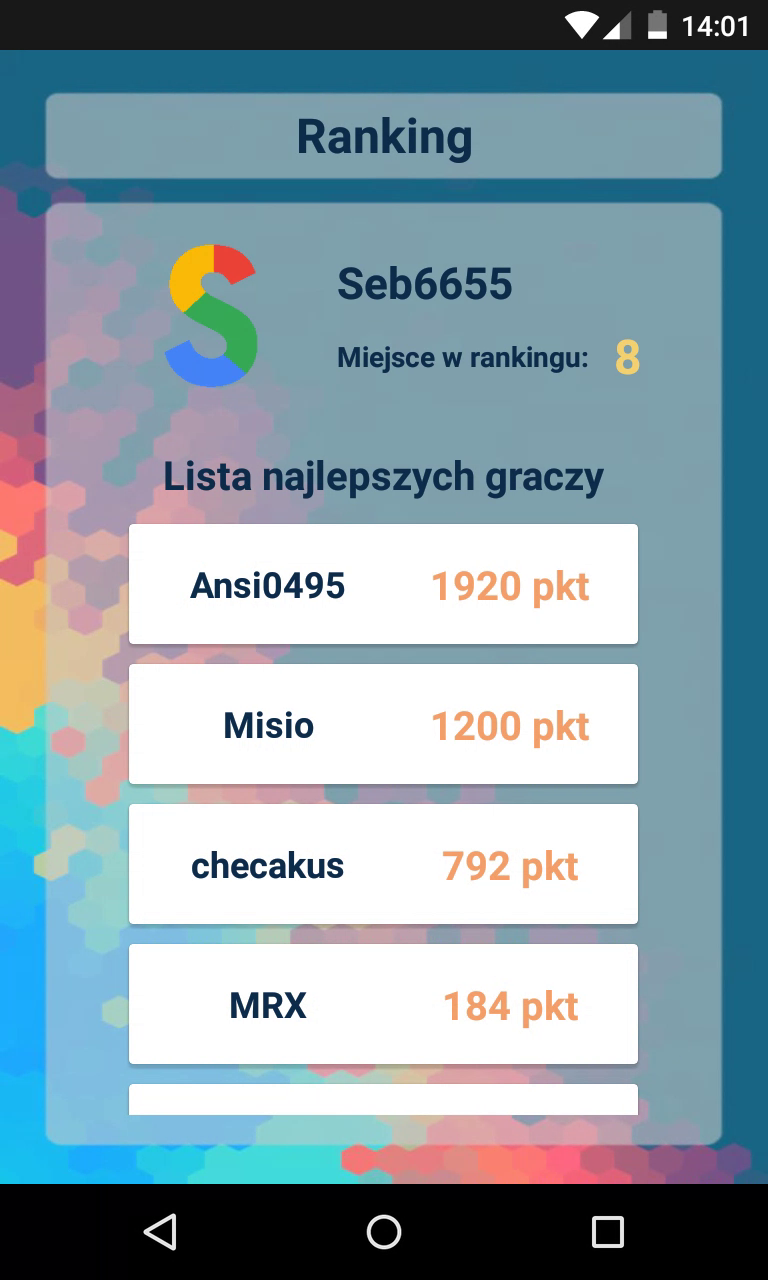 14:01
Ranking
Seb6655
Miejsce w rankingu: 8
Lista najlepszych graczy
Ansi0495 1920 pkt
Misio 1200 pkt
checakus 792 pkt
MRX 184 pkt